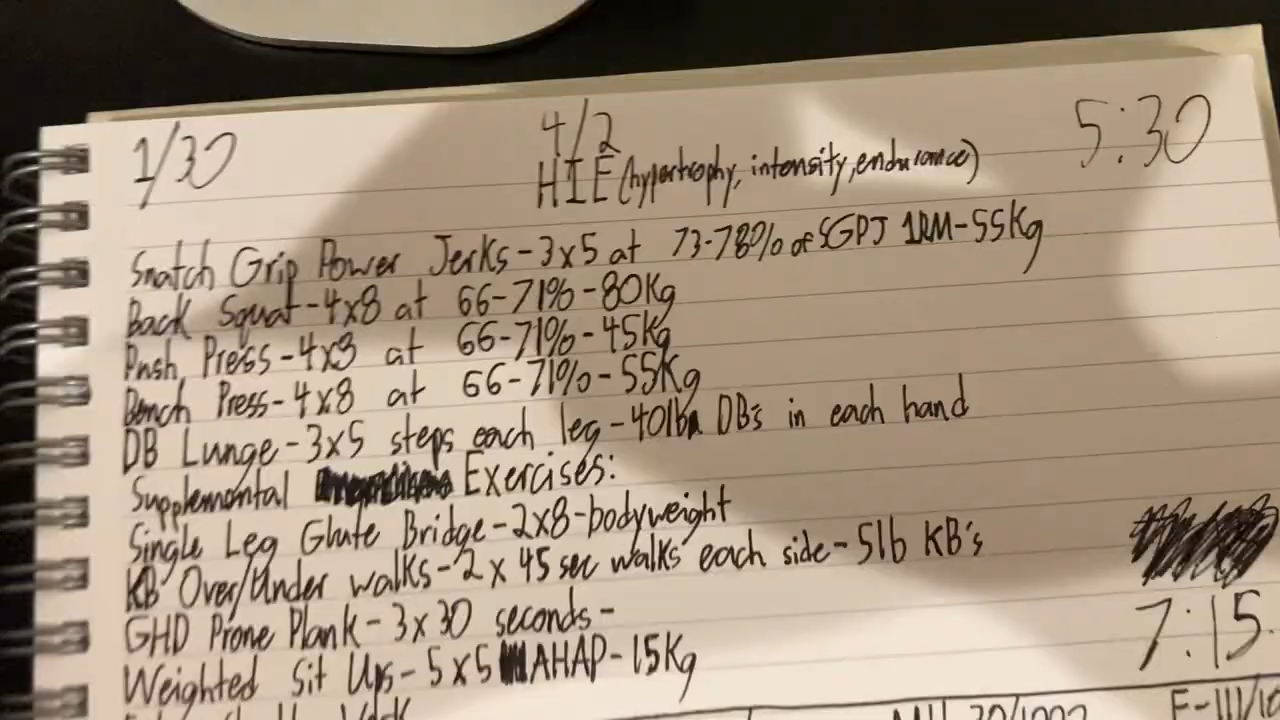 1/30 4/2 5:30
HIE (hypertrophy, intensity, endurance)
Snatch Grip Power Jerks-3x5 at 73-78% of SGPJ 1RM-55Kg
Back Squat-4x8 at 66-71%-80Kg
Push Press-4x8 at 66-71%-45Kg
Bench Press-4x8 at 66-71%-55Kg
DB Lunge-3x5 steps each leg-40lb DB's in each hand
Supplemental Exercises:
Single Leg Glute Bridge-2x8-bodyweight
KB Over/Under walks-2 x 45 sec walks each side-5lb KB's
GHD Prone Plank-3x30 seconds-
7:15
Weighted Sit Ups-5x5 AHAP-15Kg